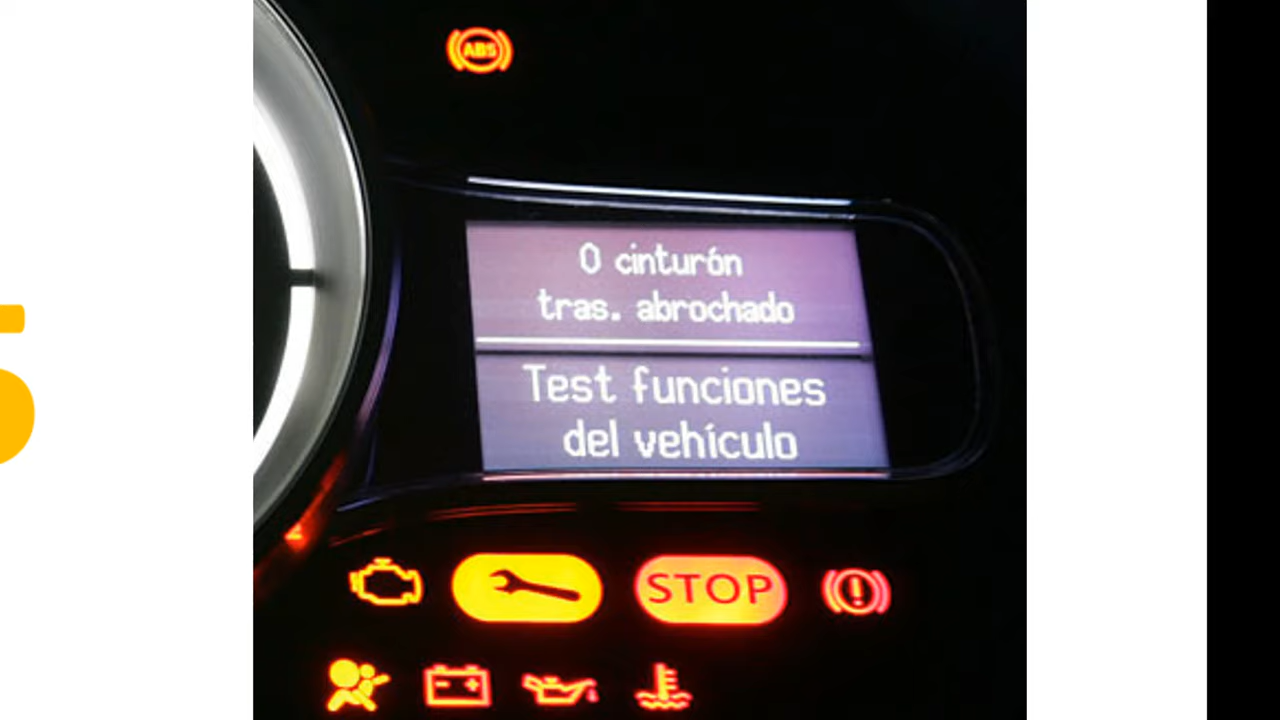 ABS
0 cinturón
tras. abrochado
Test funciones
del vehículo
STOP